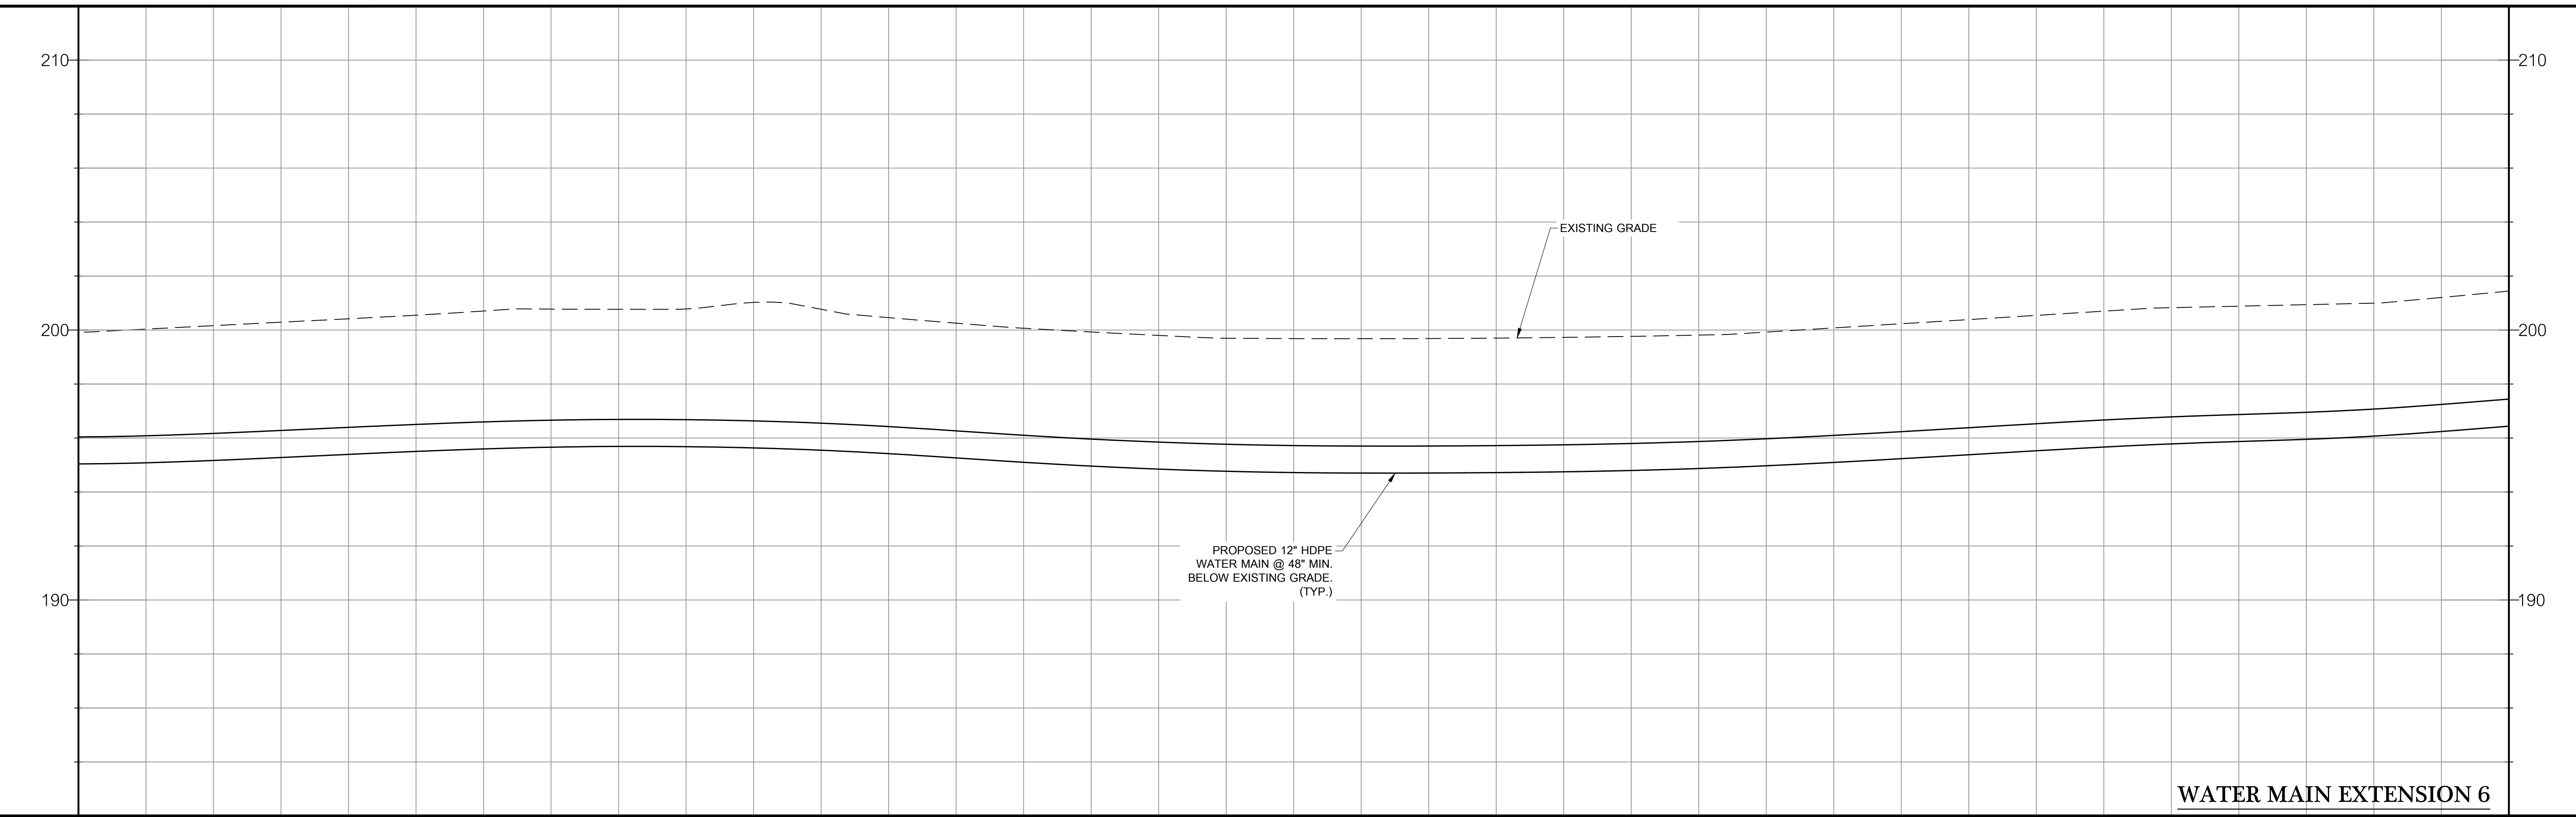 210
210
EXISTING GRADE
200
200
PROPOSED 12" HDPE
WATER MAIN @ 48" MIN.
BELOW EXISTING GRADE.
(TYP.)
190
190
WATER MAIN EXTENSION 6